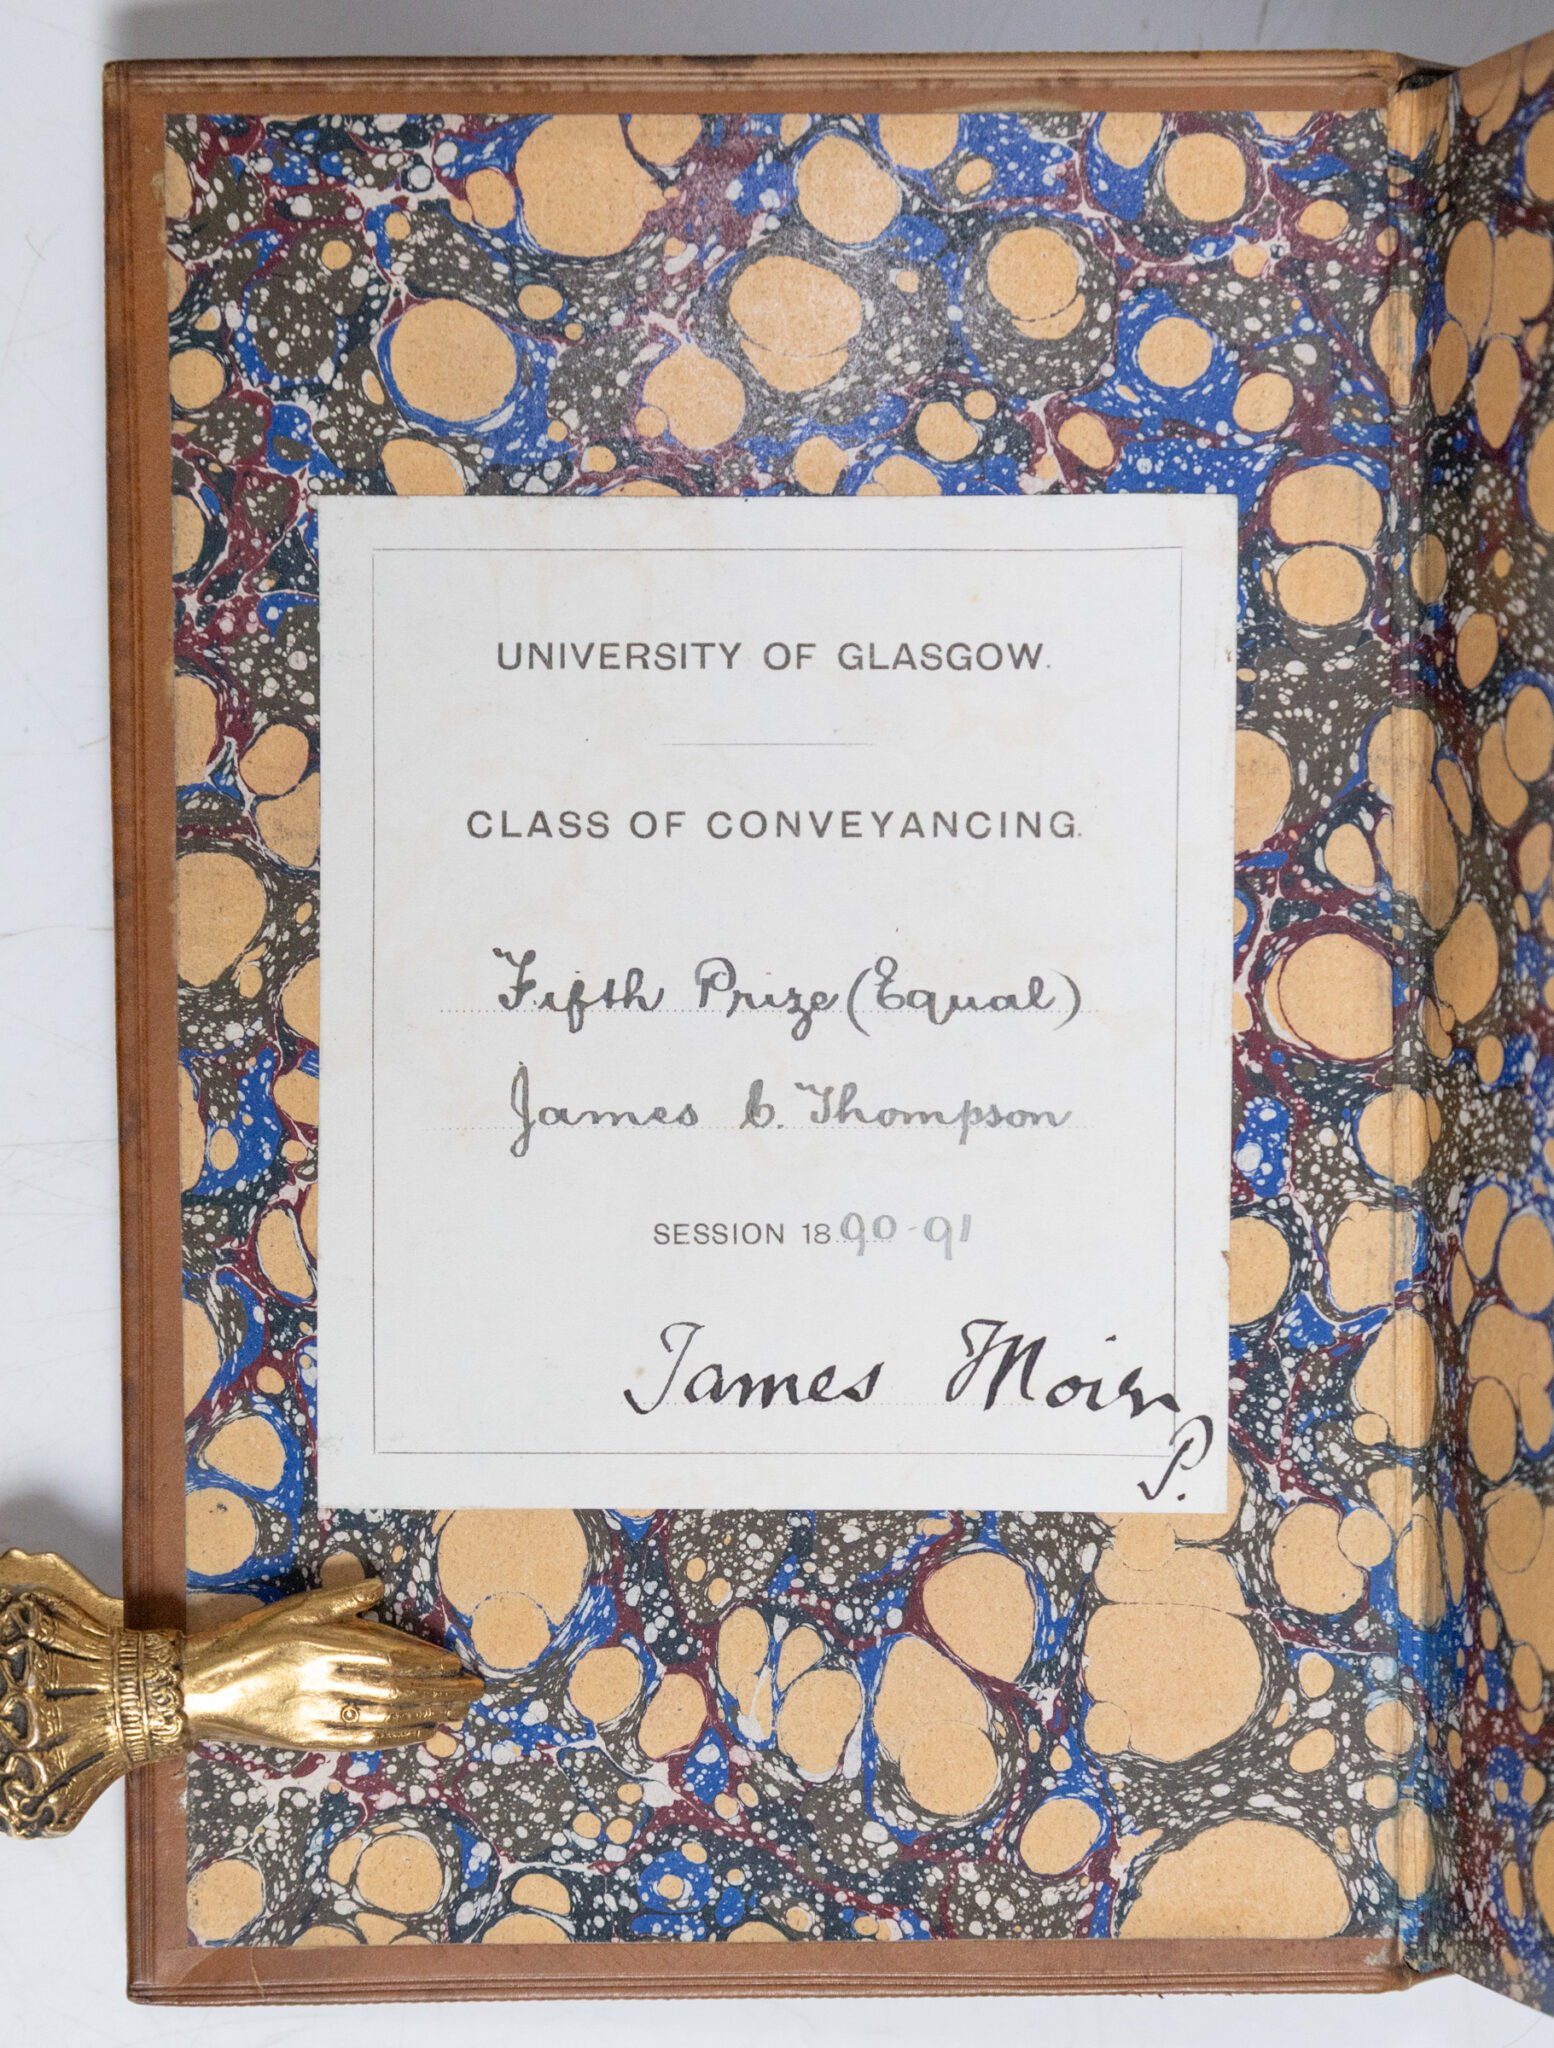 UNIVERSITY OF GLASGOW.
CLASS OF CONVEYANCING.
Fifth Prize (Equal)
James C. Thompson
SESSION 1890-91
James Moir
P.